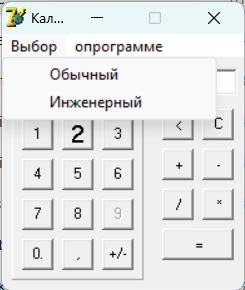 Кал...
Выбор опрограмме
Обычный
Инженерный
< C
1 2 3
4 5 6 + -
7 8 9 / *
0. , +/- =